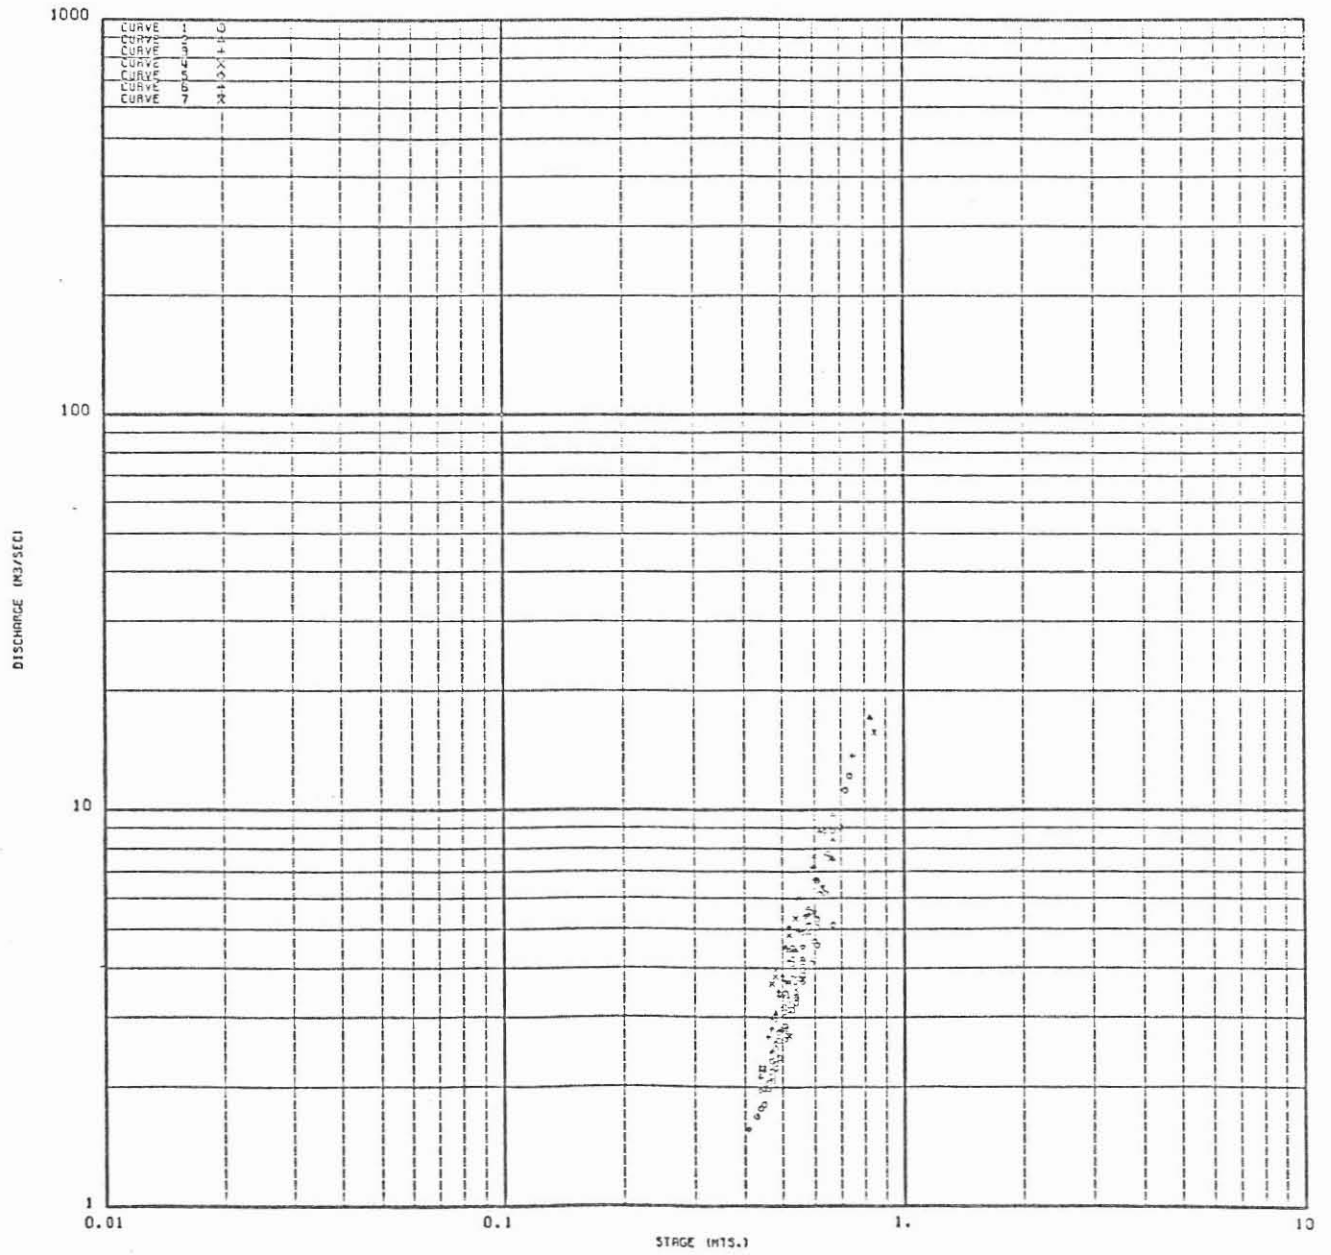 1000
CURVE 1
CURVE 2
CURVE 3
CURVE 4
CURVE 5
CURVE 6
CURVE 7
100
DISCHARGE (M3/SEC)
10
1
0.01 0.1 1. 10
STAGE (MTS.)